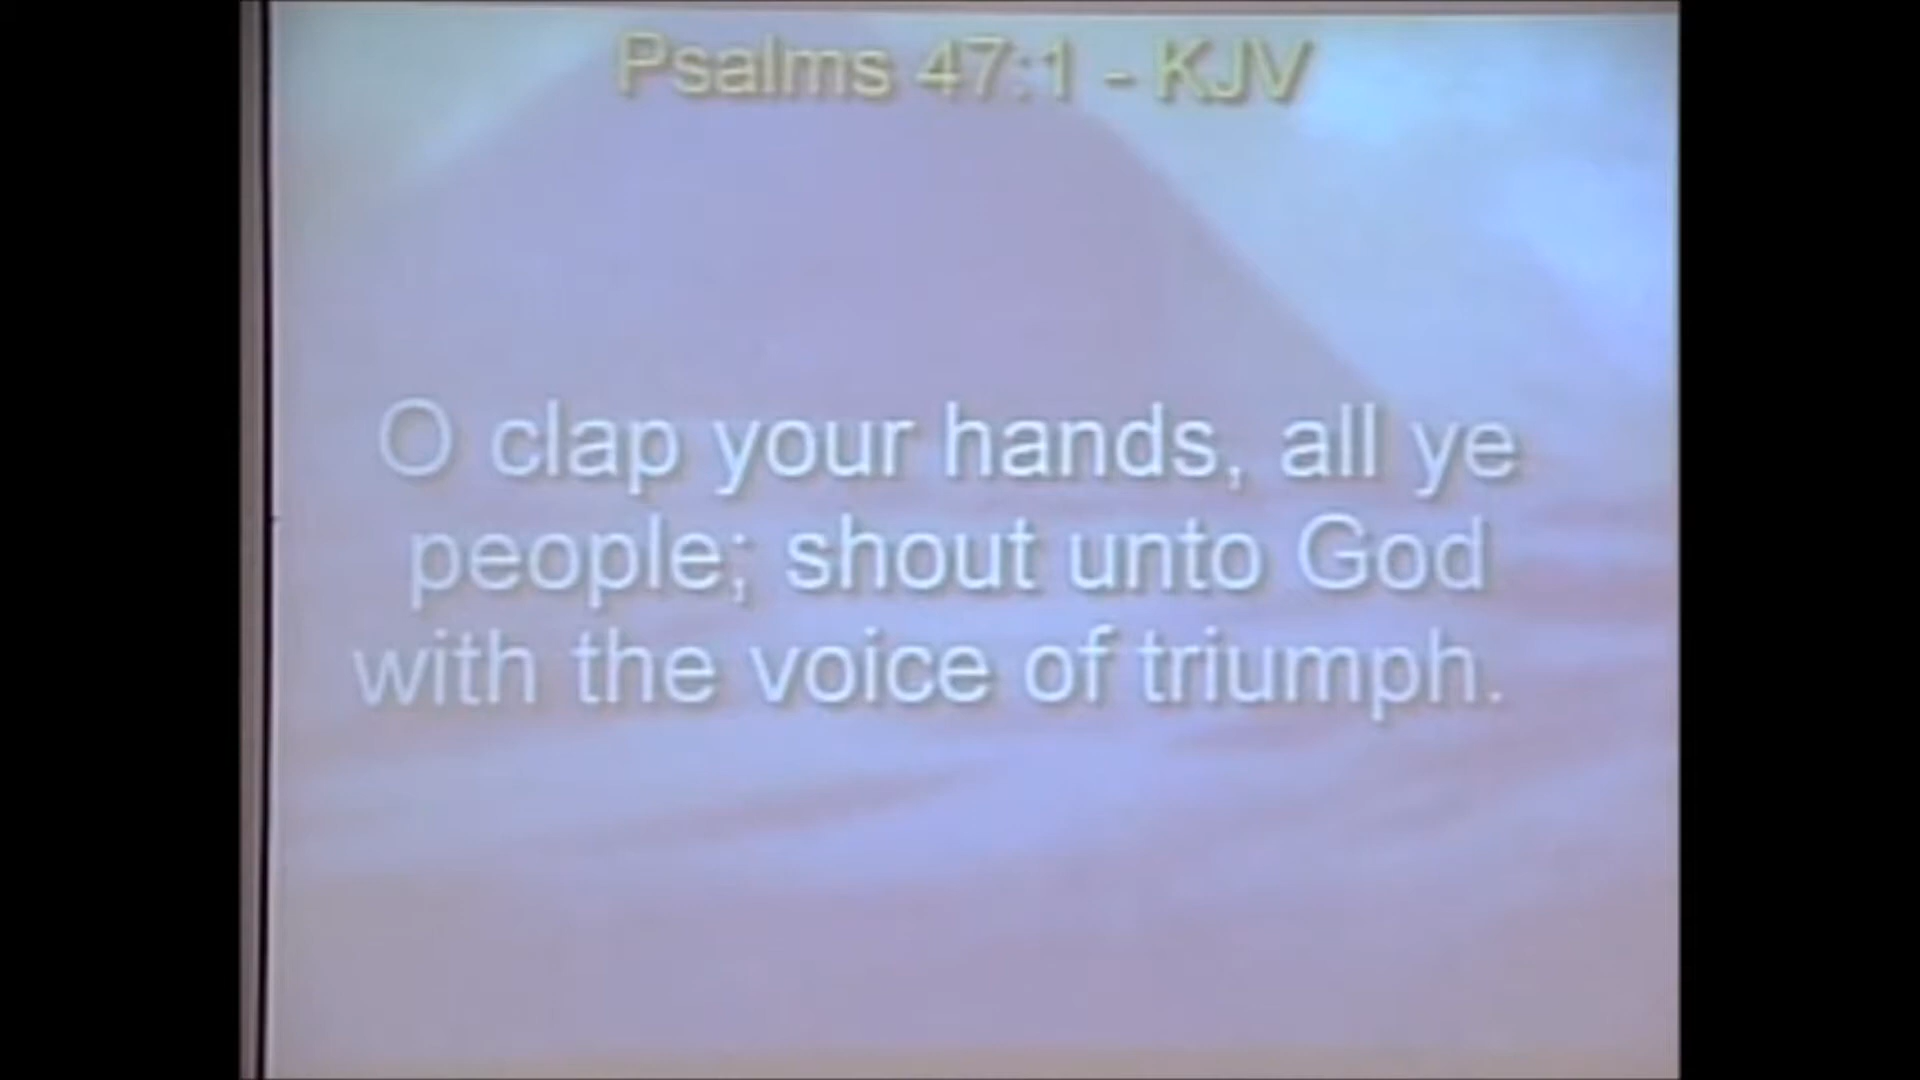 Psalms 47:1 - KJV
O clap your hands, all ye
people; shout unto God
with the voice of triumph.